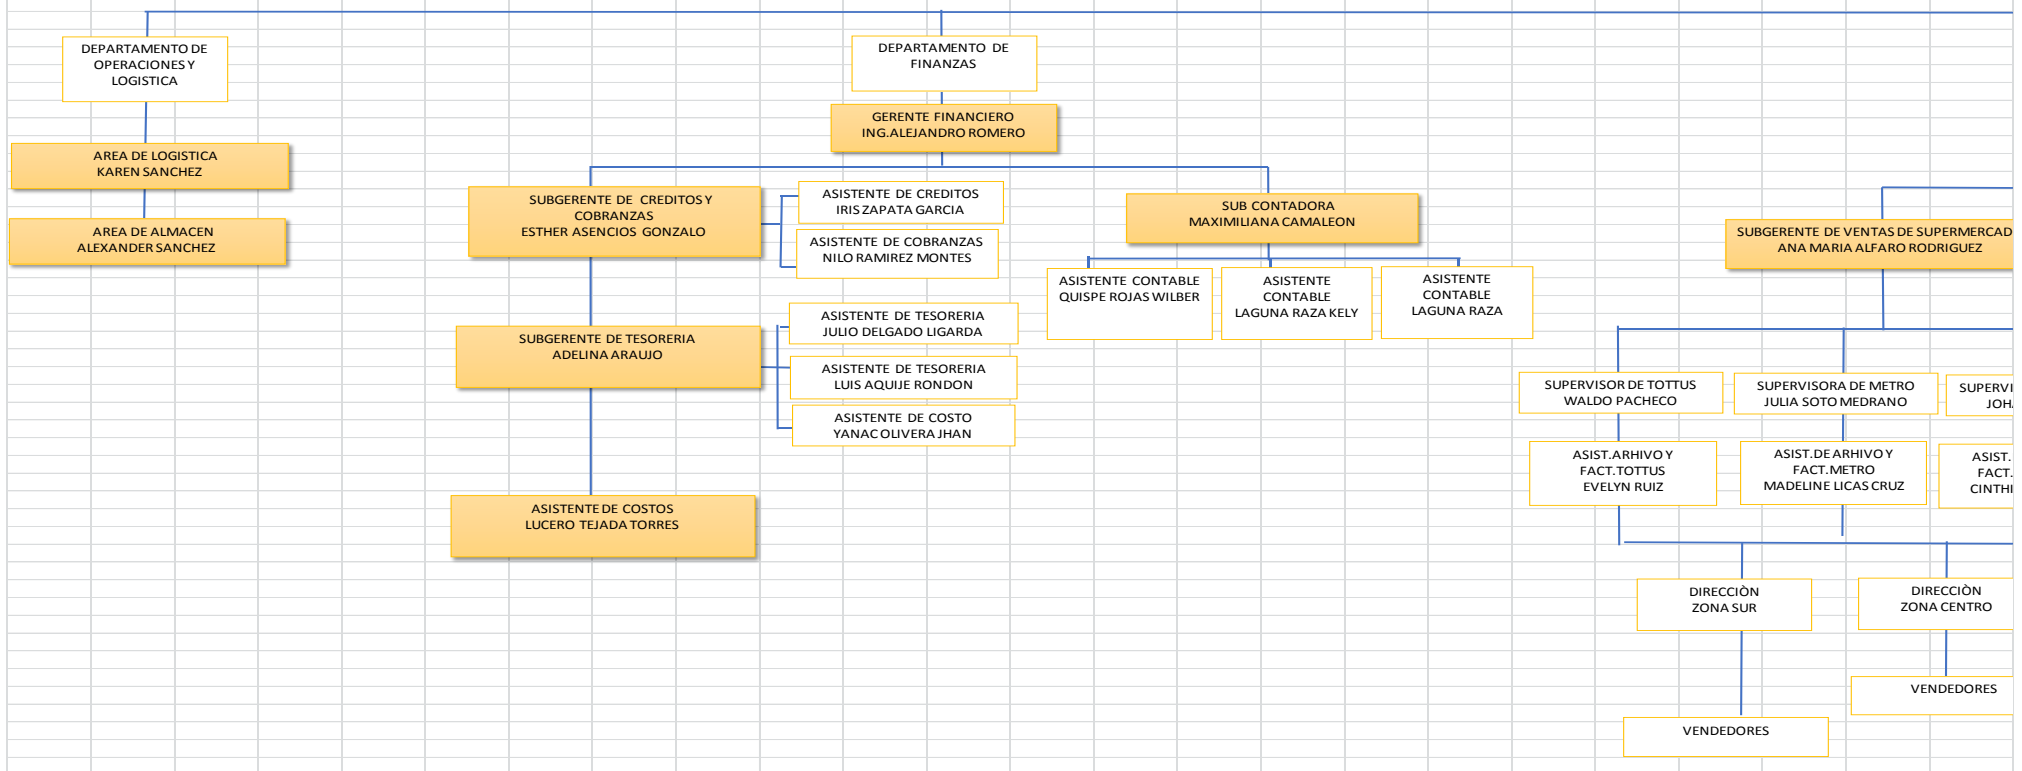 DEPARTAMENTO DE
OPERACIONES Y
LOGISTICA
AREA DE LOGISTICA
KAREN SANCHEZ
AREA DE ALMACEN
ALEXANDER SANCHEZ
DEPARTAMENTO DE
FINANZAS
GERENTE FINANCIERO
ING.ALEJANDRO ROMERO
SUBGERENTE DE CREDITOS Y
COBRANZAS
ESTHER ASENCIOS GONZALO
ASISTENTE DE CREDITOS
IRIS ZAPATA GARCIA
ASISTENTE DE COBRANZAS
NILO RAMIREZ MONTES
SUBGERENTE DE TESORERIA
ADELINA ARAUJO
ASISTENTE DE TESORERIA
JULIO DELGADO LIGARDA
ASISTENTE DE TESORERIA
LUIS AQUIJE RONDON
ASISTENTE DE COSTO
YANAC OLIVERA JHAN
ASISTENTE DE COSTOS
LUCERO TEJADA TORRES
SUB CONTADORA
MAXIMILIANA CAMALEON
ASISTENTE CONTABLE
QUISPE ROJAS WILBER
ASISTENTE
CONTABLE
LAGUNA RAZA KELY
ASISTENTE
CONTABLE
LAGUNA RAZA
SUBGERENTE DE VENTAS DE SUPERMERCAD
ANA MARIA ALFARO RODRIGUEZ
SUPERVISOR DE TOTTUS
WALDO PACHECO
SUPERVISORA DE METRO
JULIA SOTO MEDRANO
SUPERVI
JOH
ASIST.ARHIVO Y
FACT.TOTTUS
EVELYN RUIZ
ASIST.DE ARHIVO Y
FACT.METRO
MADELINE LICAS CRUZ
ASIST.
FACT.
CINTHI
DIRECCIÒN
ZONA SUR
DIRECCIÒN
ZONA CENTRO
VENDEDORES
VENDEDORES